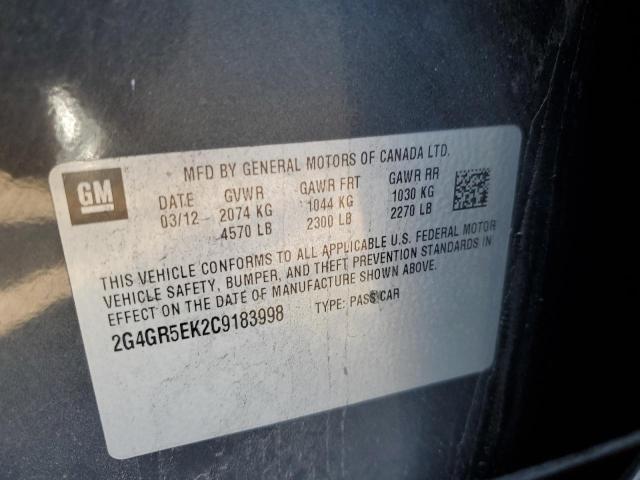 GM
MFD BY GENERAL MOTORS OF CANADA LTD.
DATE GVWR GAWR FRT GAWR RR
03/12 2074 KG 1044 KG 1030 KG
4570 LB 2300 LB 2270 LB
THIS VEHICLE CONFORMS TO ALL APPLICABLE U.S. FEDERAL MOTOR
VEHICLE SAFETY, BUMPER, AND THEFT PREVENTION STANDARDS IN
EFFECT ON THE DATE OF MANUFACTURE SHOWN ABOVE.
2G4GR5EK2C9183998 TYPE: PASS CAR